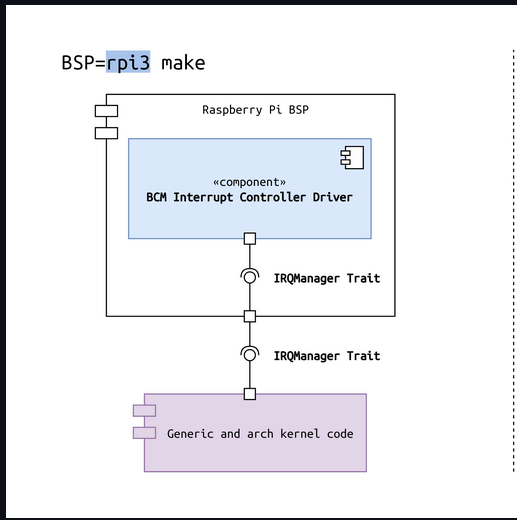 BSP=rpi3 make
Raspberry Pi BSP
«component»
BCM Interrupt Controller Driver
IRQManager Trait
IRQManager Trait
Generic and arch kernel code